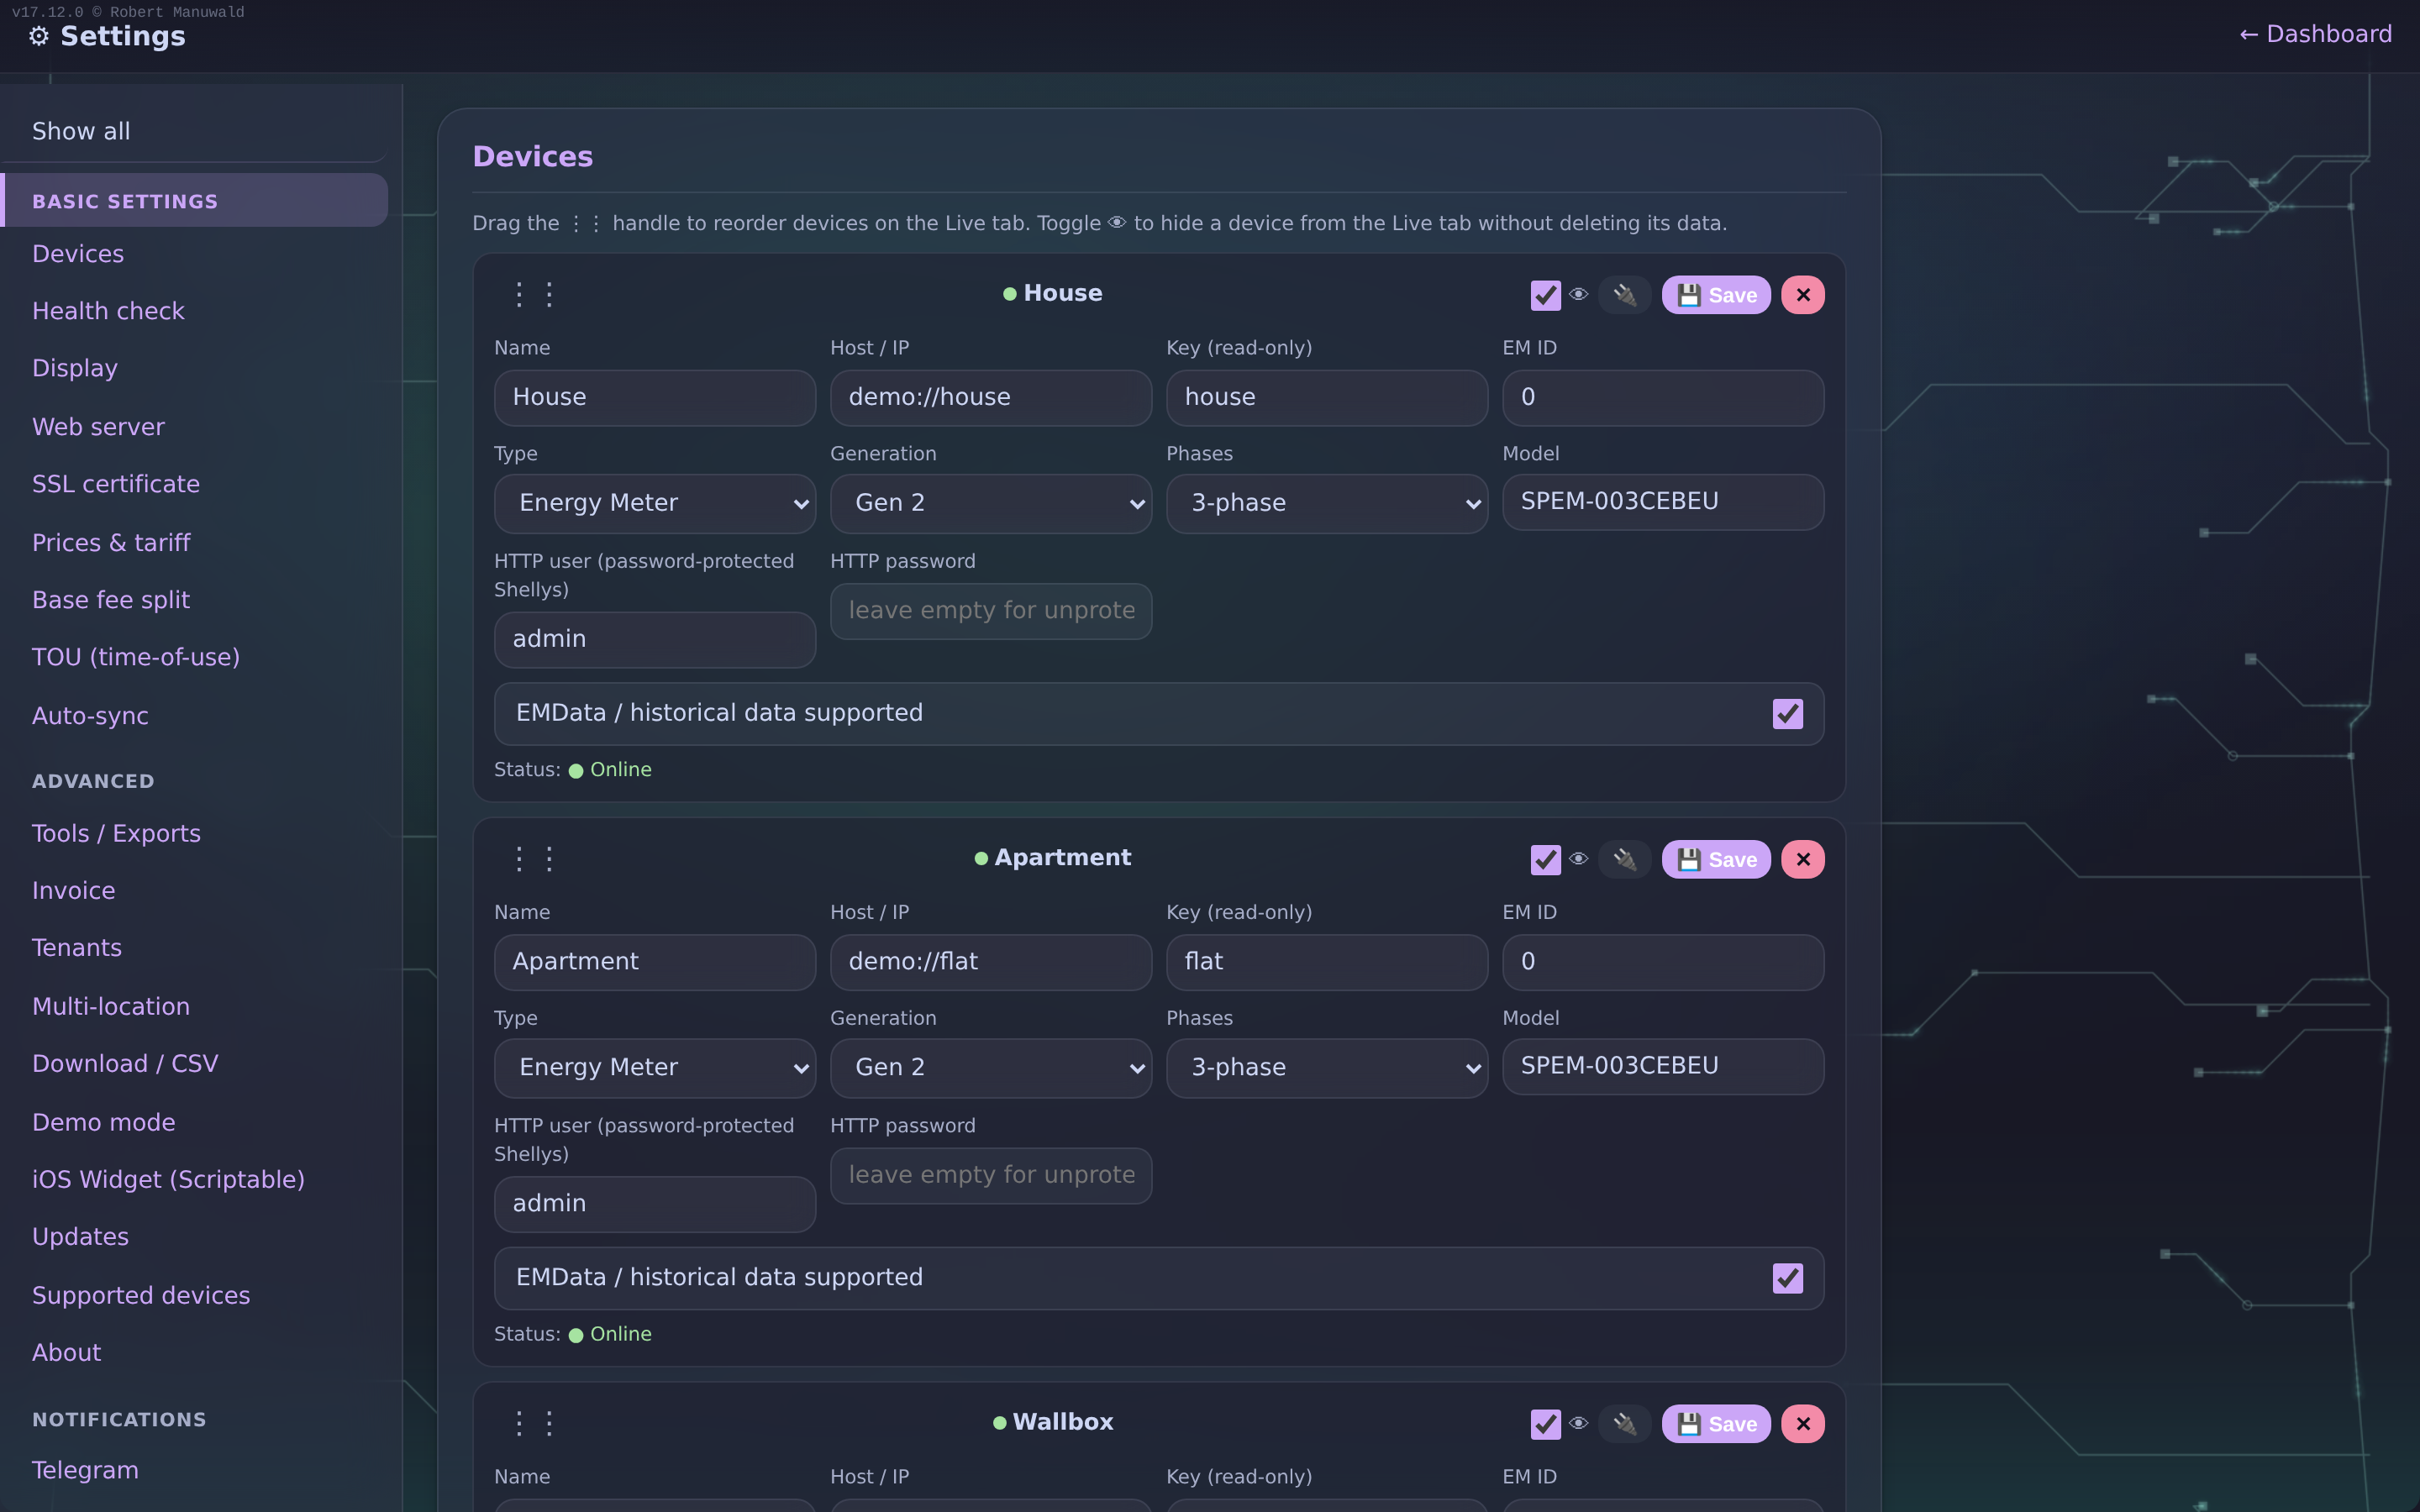 v17.12.0 © Robert Manuwald
⚙ Settings
← Dashboard
Show all
BASIC SETTINGS
Devices
Health check
Display
Web server
SSL certificate
Prices & tariff
Base fee split
TOU (time-of-use)
Auto-sync
ADVANCED
Tools / Exports
Invoice
Tenants
Multi-location
Download / CSV
Demo mode
iOS Widget (Scriptable)
Updates
Supported devices
About
NOTIFICATIONS
Telegram
Devices
Drag the ⋮⋮ handle to reorder devices on the Live tab. Toggle 👁 to hide a device from the Live tab without deleting its data.
House
💾 Save ✕
Name Host / IP Key (read-only) EM ID
House demo://house house 0
Type Generation Phases Model
Energy Meter Gen 2 3-phase SPEM-003CEBEU
HTTP user (password-protected Shellys) HTTP password
admin leave empty for unprote
EMData / historical data supported
Status: ● Online
Apartment
💾 Save ✕
Name Host / IP Key (read-only) EM ID
Apartment demo://flat flat 0
Type Generation Phases Model
Energy Meter Gen 2 3-phase SPEM-003CEBEU
HTTP user (password-protected Shellys) HTTP password
admin leave empty for unprote
EMData / historical data supported
Status: ● Online
Wallbox
💾 Save ✕
Name Host / IP Key (read-only) EM ID